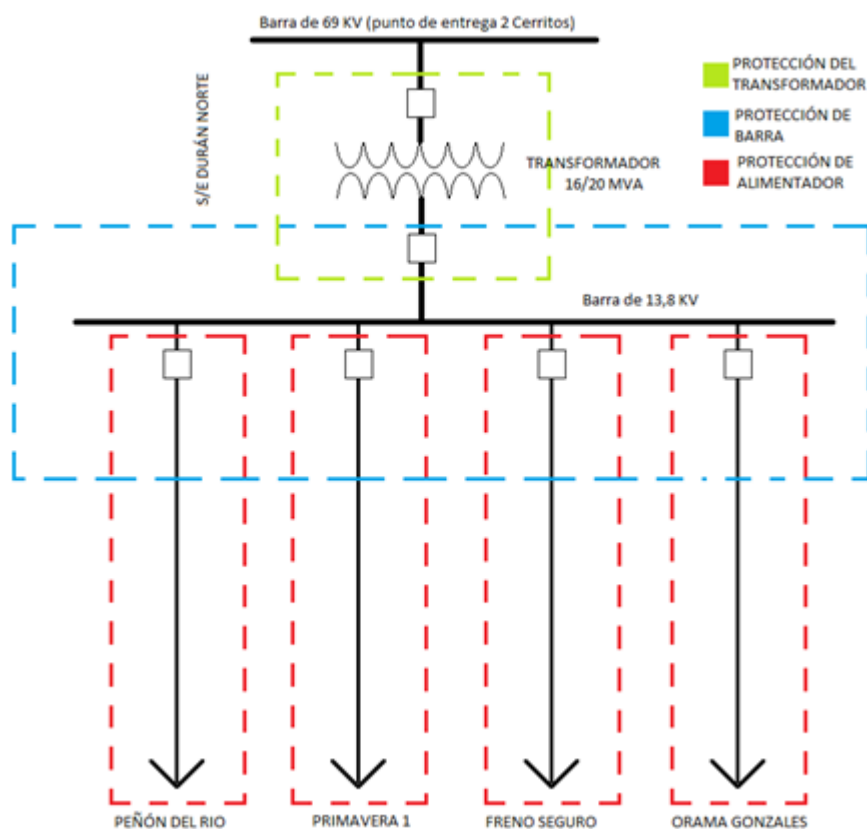 Barra de 69 KV (punto de entrega 2 Cerritos)
S/E DURÁN NORTE
PROTECCIÓN DEL
TRANSFORMADOR
PROTECCIÓN DE
BARRA
PROTECCIÓN DE
ALIMENTADOR
TRANSFORMADOR
16/20 MVA
Barra de 13,8 KV
PEÑÓN DEL RIO
PRIMAVERA 1
FRENO SEGURO
ORAMA GONZALES